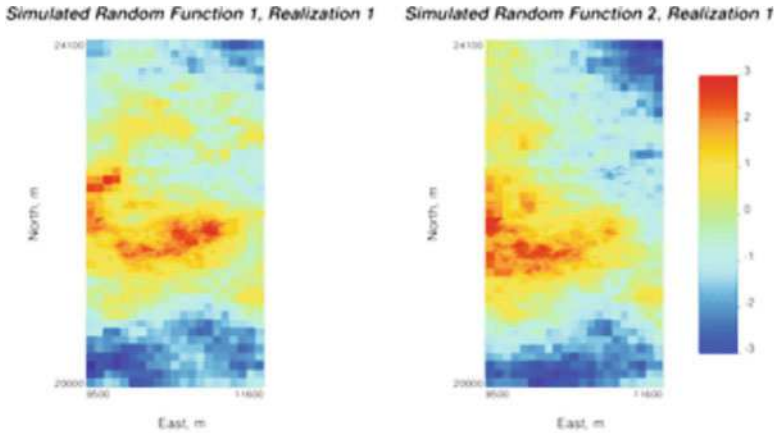 Simulated Random Function 1, Realization 1
Simulated Random Function 2, Realization 1
24100
North, m
20000
9500
11600
East, m
24100
North, m
20000
9500
11600
East, m
3
2
1
0
-1
-2
-3